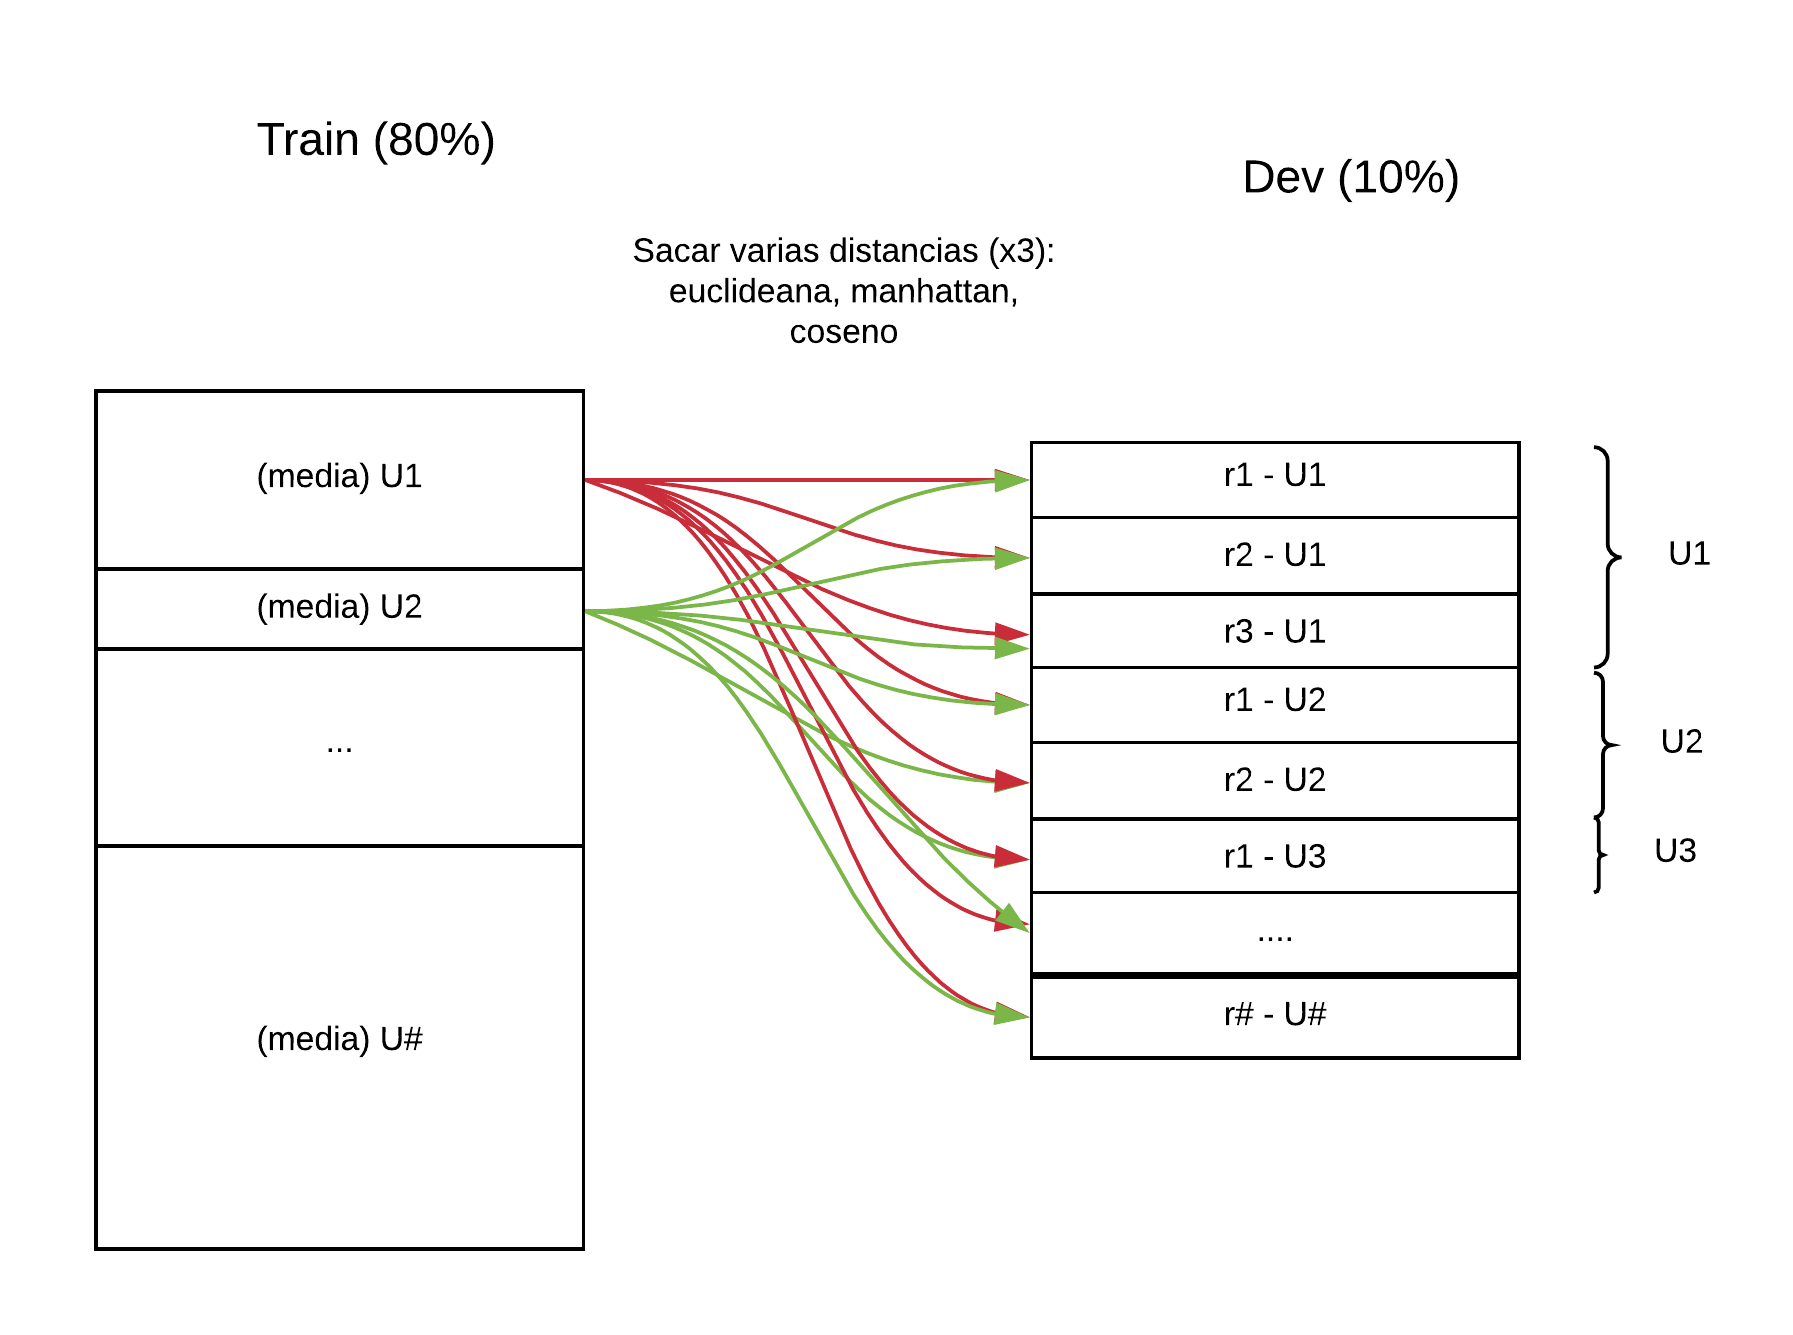 Train (80%)
Dev (10%)
Sacar varias distancias (x3):
euclideana, manhattan,
coseno
(media) U1
(media) U2
...
(media) U#
r1 - U1
r2 - U1
r3 - U1
r1 - U2
r2 - U2
r1 - U3
....
r# - U#
U1
U2
U3